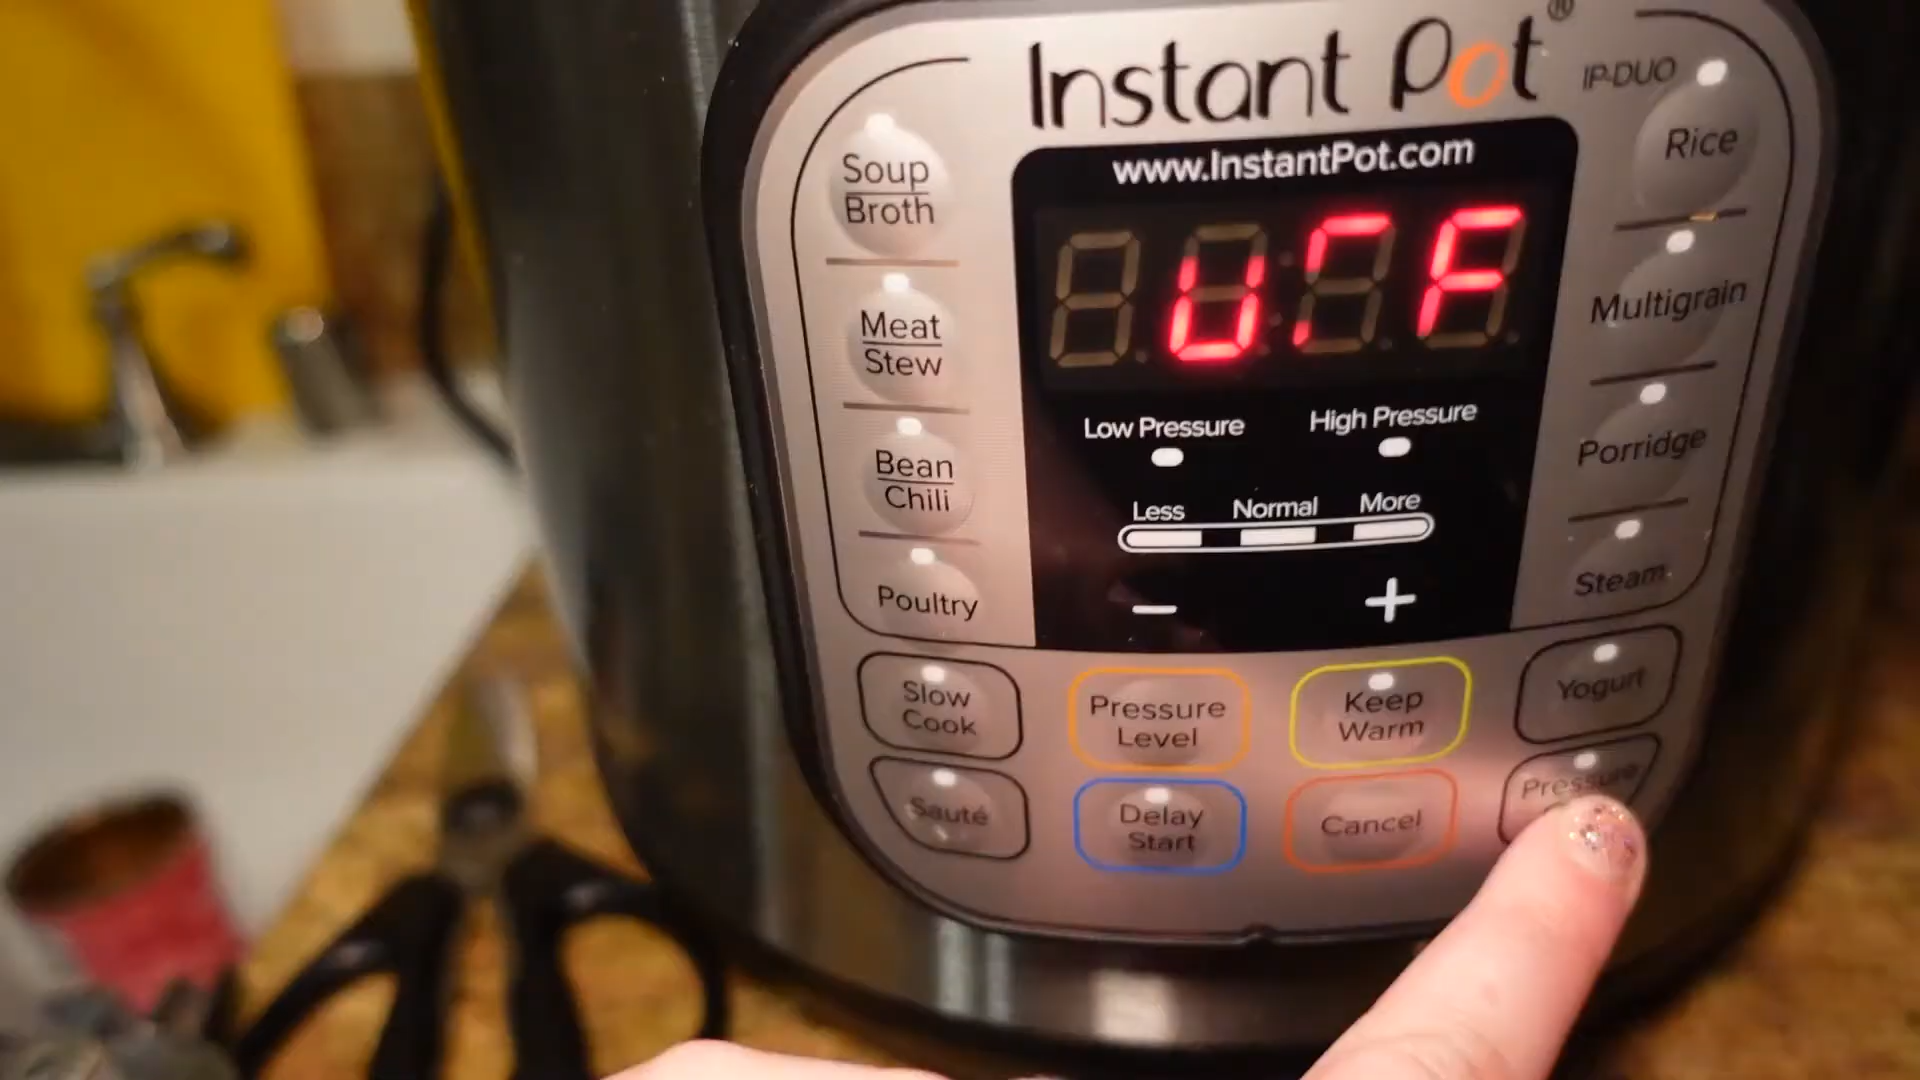 Instant Pot®
IP-DUO
www.InstantPot.com
Soup
Broth
Meat
Stew
Bean
Chili
Poultry
Rice
Multigrain
Porridge
Steam
Low Pressure
High Pressure
Less
Normal
More
−
+
Slow
Cook
Pressure
Level
Keep
Warm
Yogurt
Sauté
Delay
Start
Cancel
Pressure